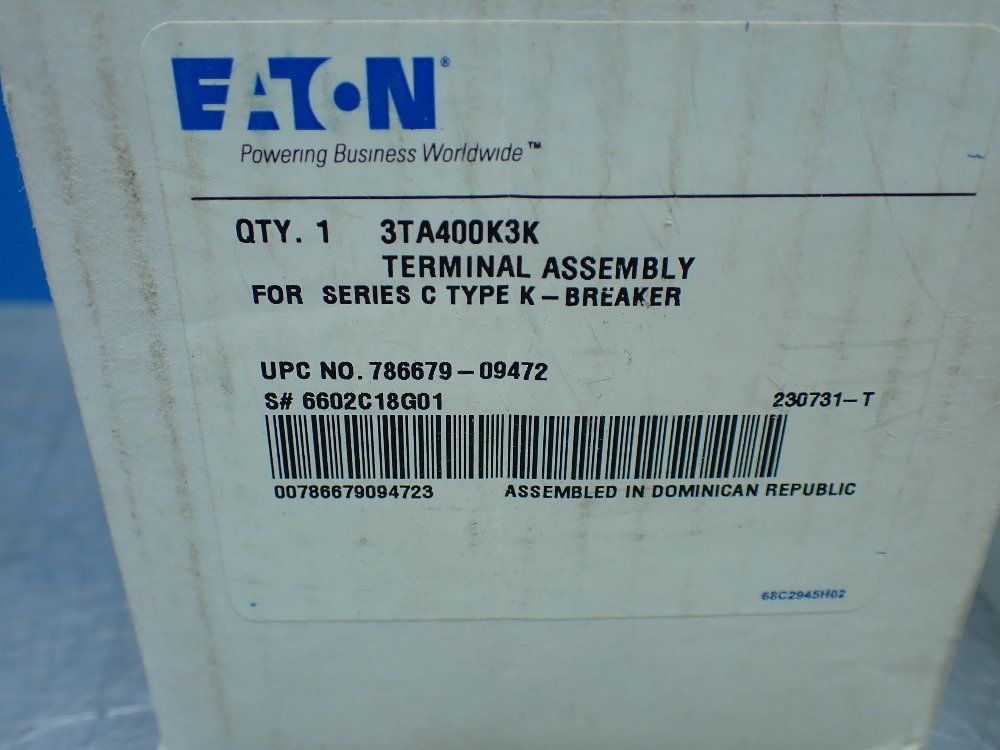 EATON®
Powering Business Worldwide™
QTY. 1 3TA400K3K
TERMINAL ASSEMBLY
FOR SERIES C TYPE K-BREAKER
UPC NO. 786679-09472
S# 6602C18G01 230731-T
00786679094723 ASSEMBLED IN DOMINICAN REPUBLIC
68C2945H02